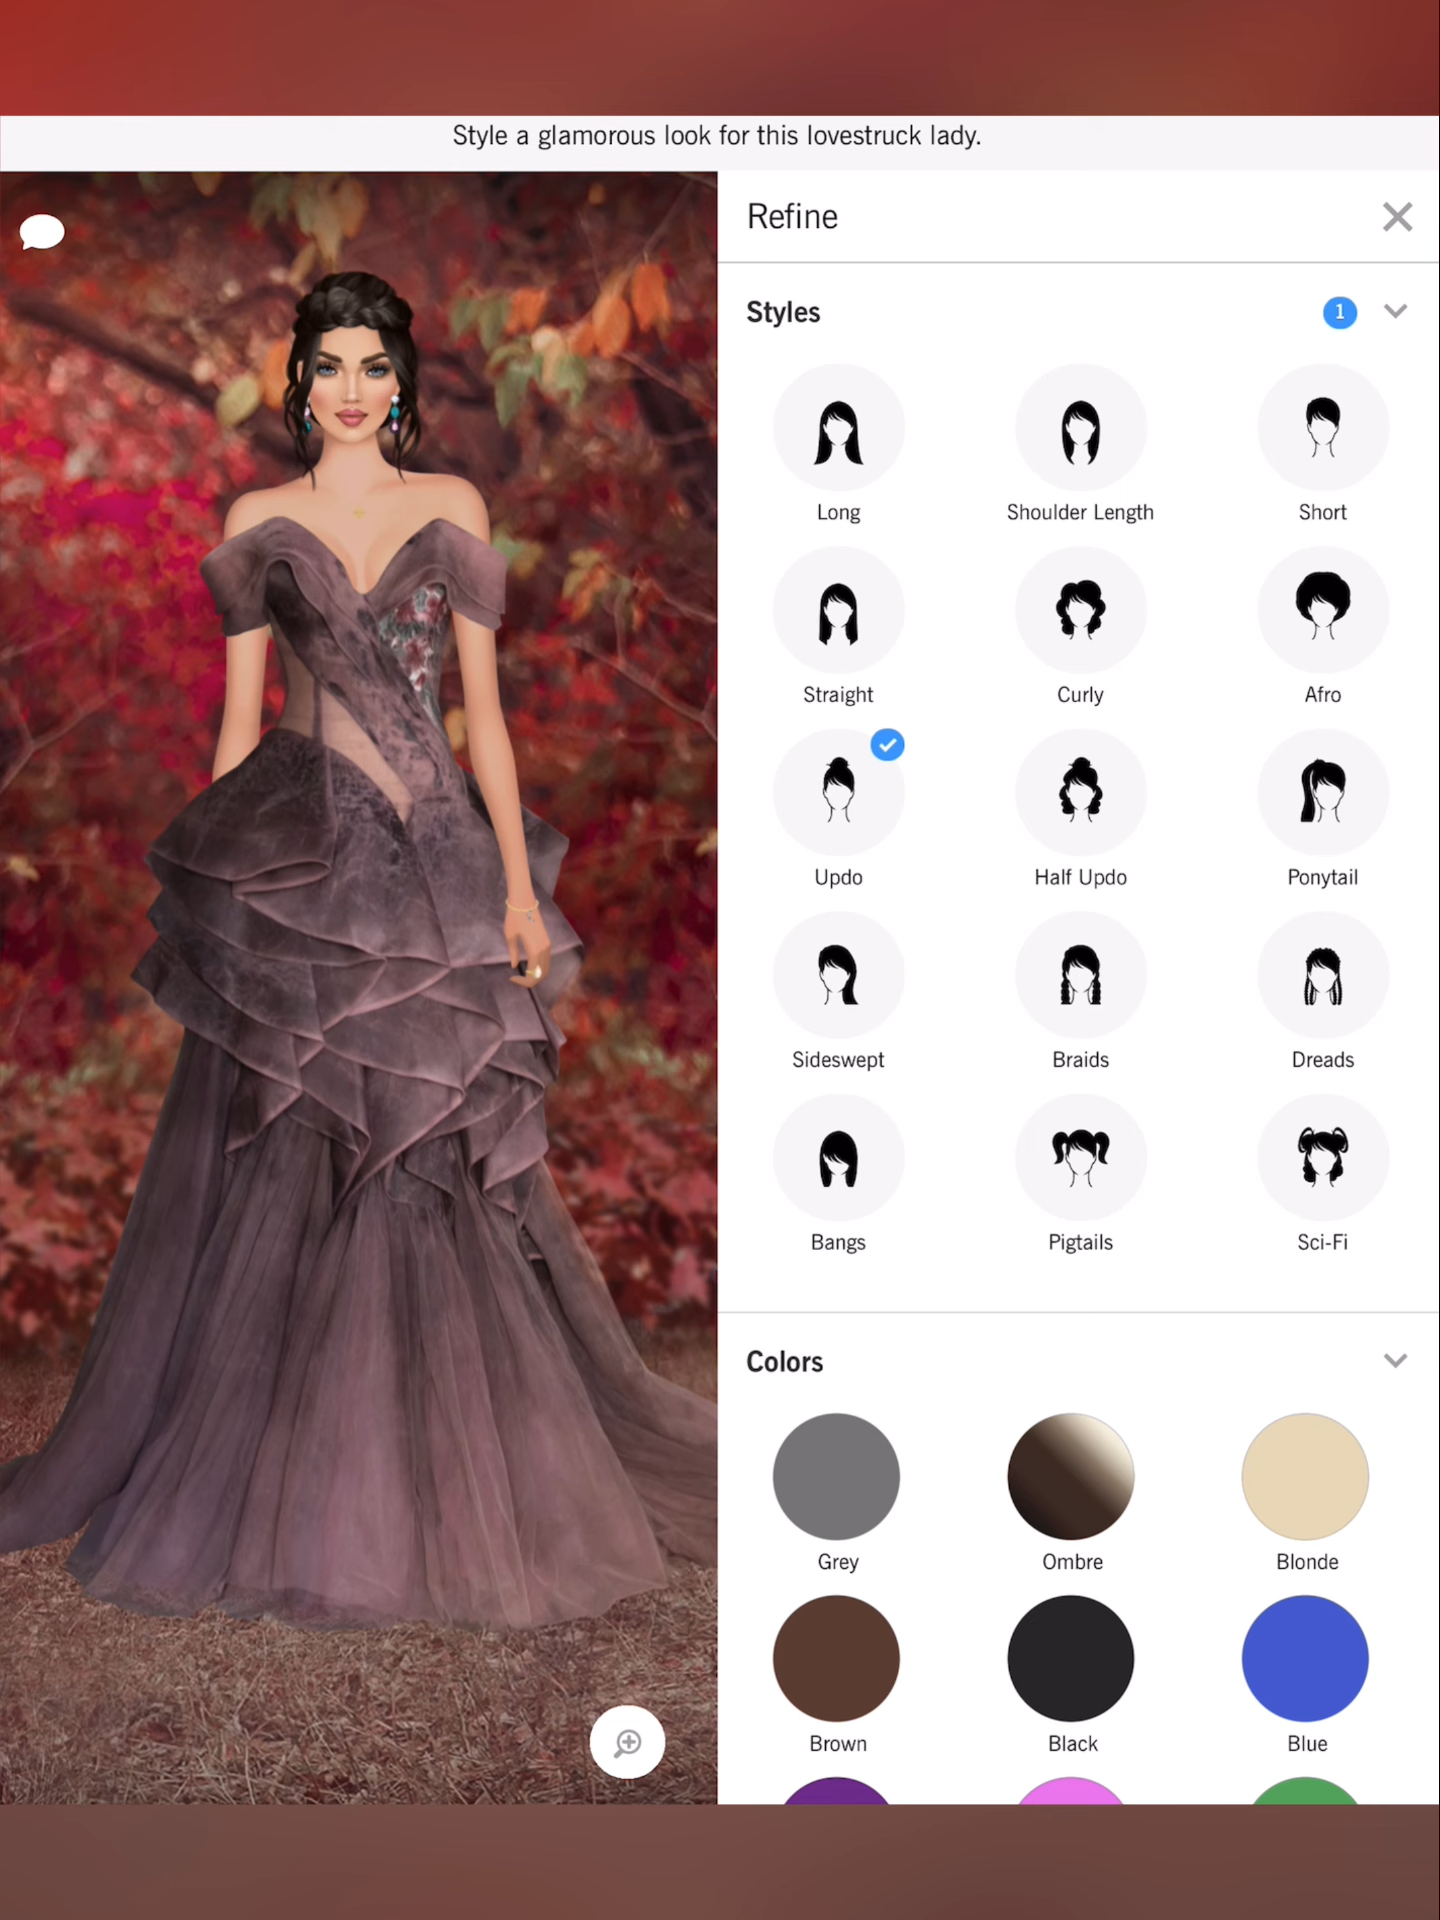 Style a glamorous look for this lovestruck lady.
Refine
Styles
1
Long
Shoulder Length
Short
Straight
Curly
Afro
Updo
Half Updo
Ponytail
Sideswept
Braids
Dreads
Bangs
Pigtails
Sci-Fi
Colors
Grey
Ombre
Blonde
Brown
Black
Blue